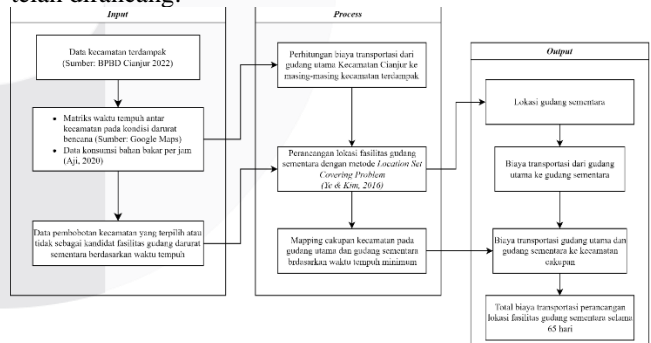 telah dirancang.
Input
Data kecamatan terdampak
(Sumber: BPBD Cianjur 2022)
• Matriks waktu tempuh antar
kecamatan pada kondisi darurat
bencana (Sumber: Google Maps)
• Data konsumsi bahan bakar per jam
(Aji, 2020)
Data pembobotan kecamatan yang terpilih atau
tidak sebagai kandidat fasilitas gudang darurat
sementara berdasarkan waktu tempuh
Process
Perhitungan biaya transportasi dari
gudang utama Kecamatan Cianjur ke
masing-masing kecamatan terdampak
Perancangan lokasi fasilitas gudang
sementara dengan metode Location Set
Covering Problem
(Ye & Kim, 2016)
Mapping cakupan kecamatan pada
gudang utama dan gudang sementara
brdasarkan waktu tempuh minimum
Output
Lokasi gudang sementara
Biaya transportasi dari gudang
utama ke gudang sementara
Biaya transportasi gudang utama dan
gudang sementara ke kecamatan
cakupan
Total biaya transportasi perancangan
lokasi fasilitas gudang sementara selama
65 hari